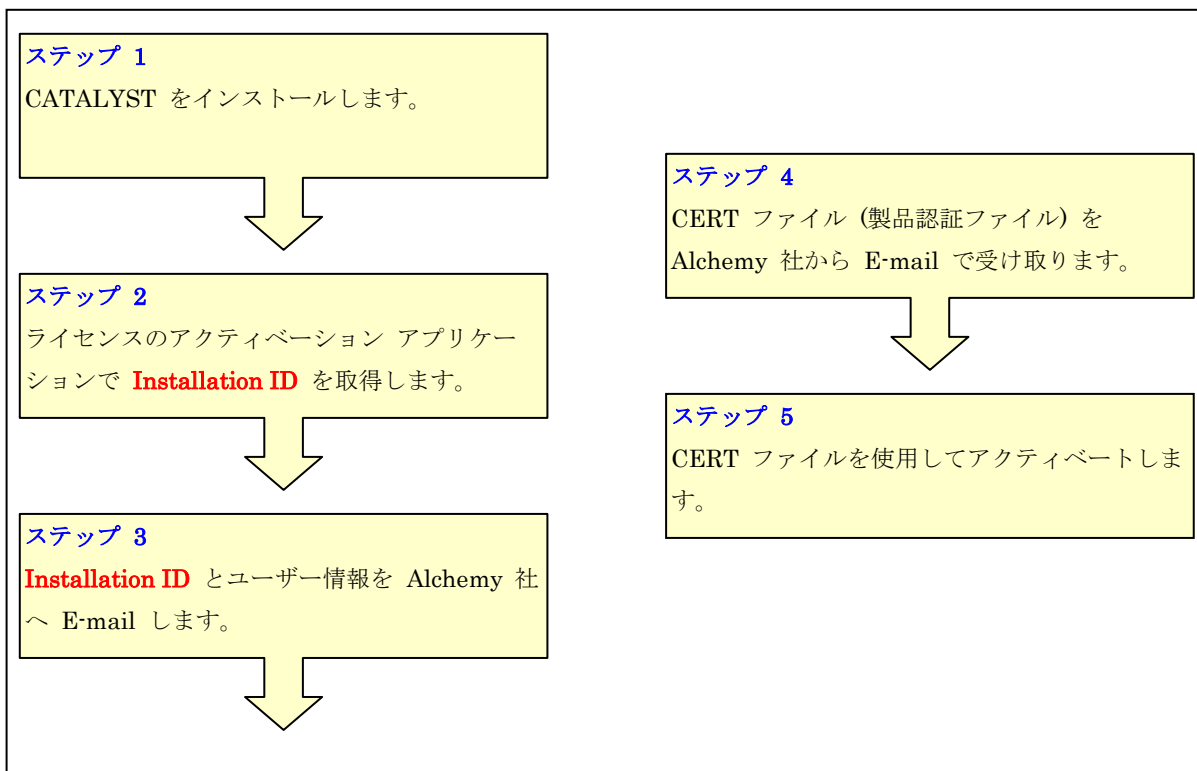 ステップ 1
CATALYST をインストールします。
ステップ 2
ライセンスのアクティベーション アプリケー
ションで Installation ID を取得します。
ステップ 3
Installation ID とユーザー情報を Alchemy 社
へ E-mail します。
ステップ 4
CERT ファイル (製品認証ファイル) を
Alchemy 社から E-mail で受け取ります。
ステップ 5
CERT ファイルを使用してアクティベートしま
す。